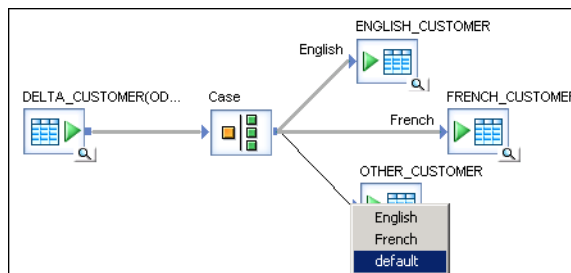 ENGLISH_CUSTOMER
English
DELTA_CUSTOMER(OD...
Case
FRENCH_CUSTOMER
French
OTHER_CUSTOMER
English
French
default